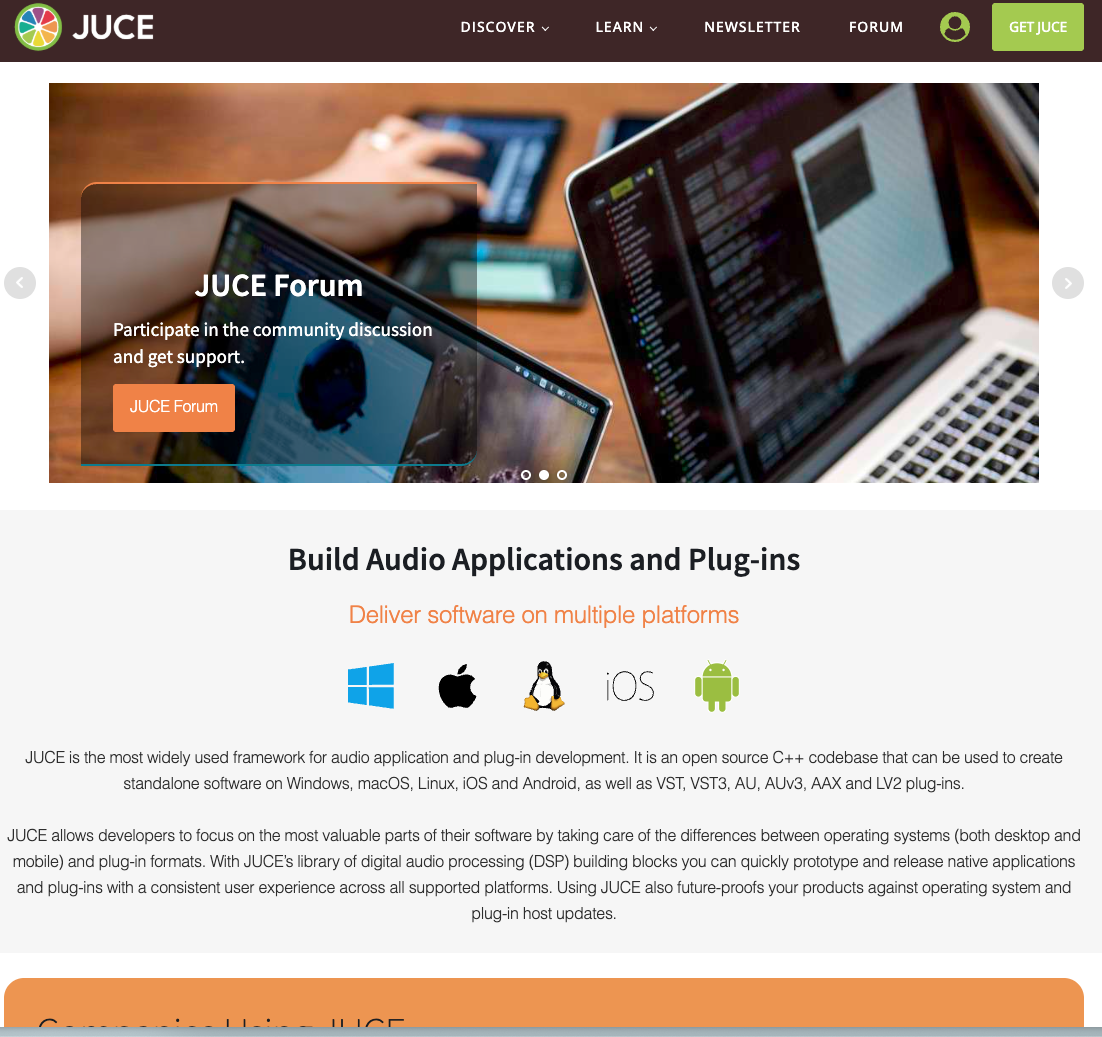 JUCE
DISCOVER
LEARN
NEWSLETTER
FORUM
GET JUCE
JUCE Forum
Participate in the community discussion
and get support.
JUCE Forum
Build Audio Applications and Plug-ins
Deliver software on multiple platforms
iOS
JUCE is the most widely used framework for audio application and plug-in development. It is an open source C++ codebase that can be used to create
standalone software on Windows, macOS, Linux, iOS and Android, as well as VST, VST3, AU, AUv3, AAX and LV2 plug-ins.
JUCE allows developers to focus on the most valuable parts of their software by taking care of the differences between operating systems (both desktop and
mobile) and plug-in formats. With JUCE's library of digital audio processing (DSP) building blocks you can quickly prototype and release native applications
and plug-ins with a consistent user experience across all supported platforms. Using JUCE also future-proofs your products against operating system and
plug-in host updates.
Companies Using JUCE